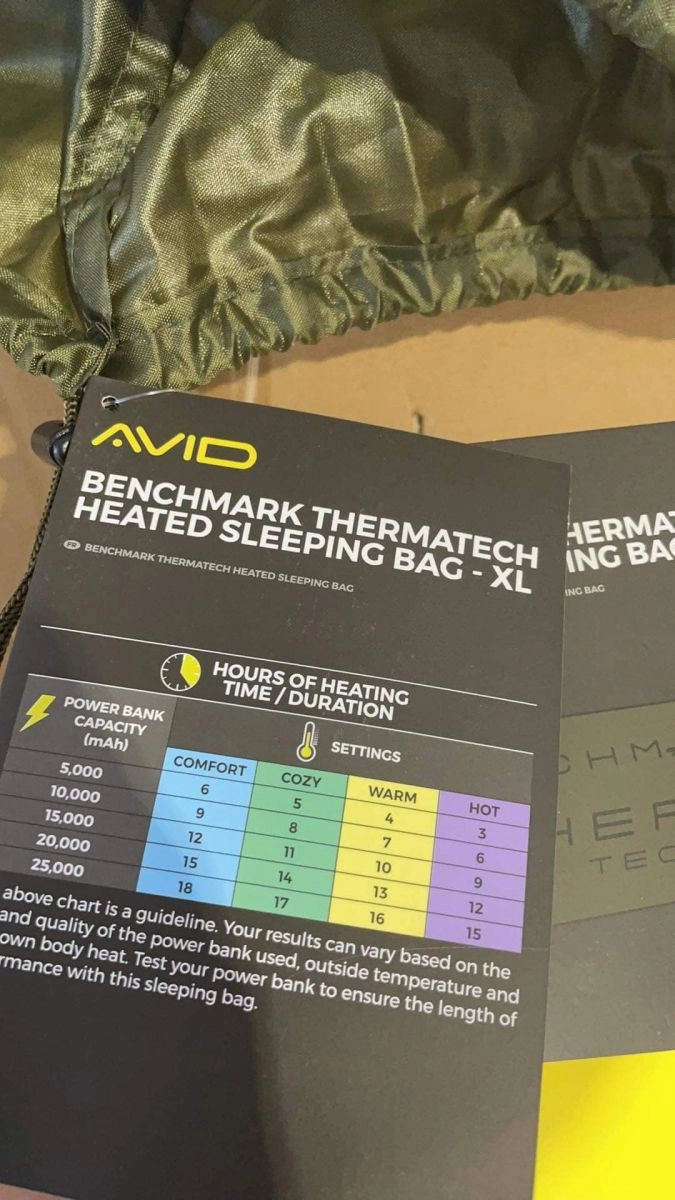 AVID
BENCHMARK THERMATECH
HEATED SLEEPING BAG - XL
FR BENCHMARK THERMATECH HEATED SLEEPING BAG
HOURS OF HEATING
TIME / DURATION
POWER BANK
CAPACITY
(mAh)
SETTINGS
COMFORT COZY WARM HOT
5,000 6 5 4 3
10,000 9 8 7 6
15,000 12 11 10 9
20,000 15 14 13 12
25,000 18 17 16 15
above chart is a guideline. Your results can vary based on the
and quality of the power bank used, outside temperature and
own body heat. Test your power bank to ensure the length of
with this sleeping bag.
ING BAG
TEC